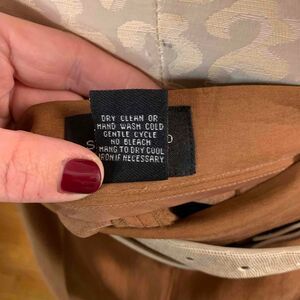 DRY CLEAN OR
HAND WASH COLD
GENTLE CYCLE
NO BLEACH
HANG TO DRY COOL
IRON IF NECESSARY